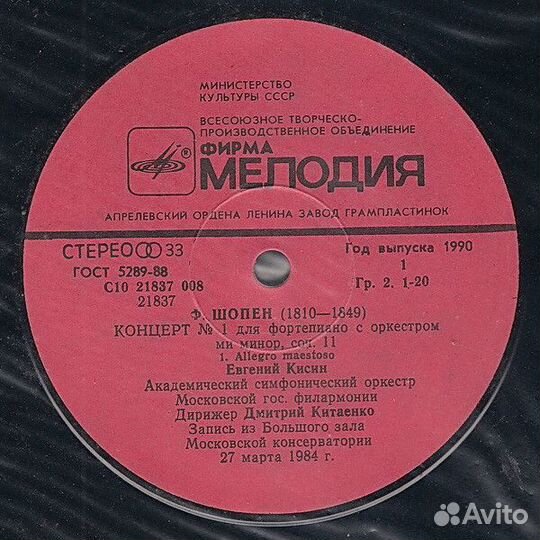 МИНИСТЕРСТВО
КУЛЬТУРЫ СССР
ВСЕСОЮЗНОЕ ТВОРЧЕСКО-
ПРОИЗВОДСТВЕННОЕ ОБЪЕДИНЕНИЕ
®
ФИРМА
МЕЛОДИЯ
АПРЕЛЕВСКИЙ ОРДЕНА ЛЕНИНА ЗАВОД ГРАМПЛАСТИНОК
СТЕРЕО 33
Год выпуска 1990
ГОСТ 5289-88
1
С10 21837 008
Гр. 2. 1-20
21837
Ф. ШОПЕН (1810—1849)
КОНЦЕРТ № 1 для фортепиано с оркестром
ми минор, соч. 11
1. Allegro maestoso
Евгений Кисин
Академический симфонический оркестр
Московской гос. филармонии
Дирижер Дмитрий Китаенко
Запись из Большого зала
Московской консерватории
27 марта 1984 г.
Avito